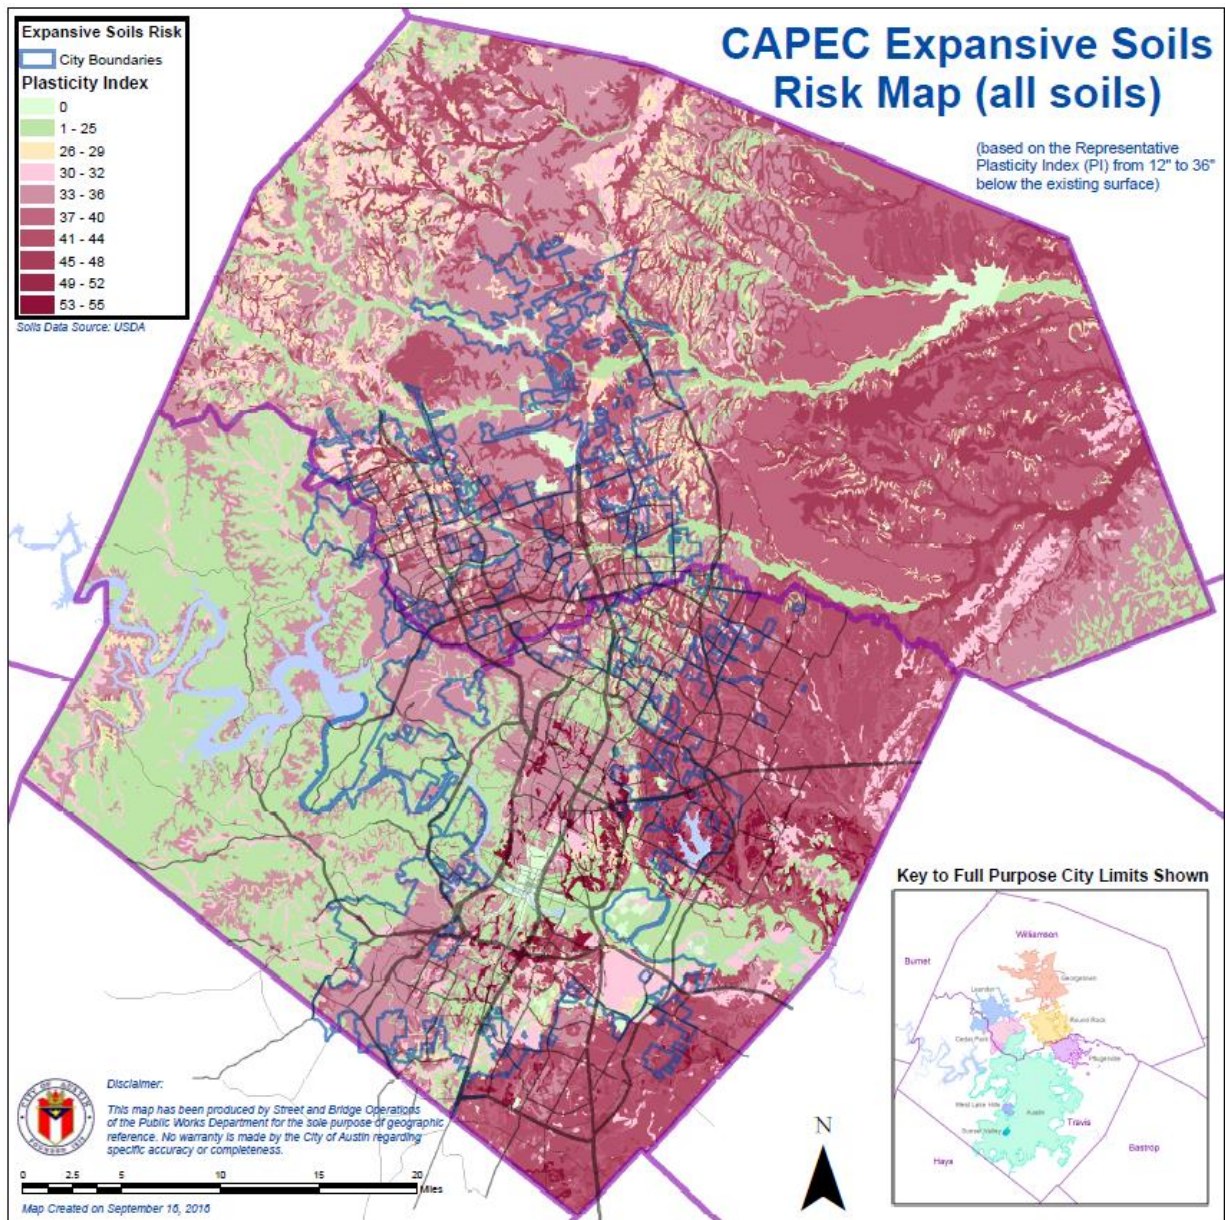 CAPEC Expansive Soils
Risk Map (all soils)
(based on the Representative
Plasticity Index (PI) from 12" to 36"
below the existing surface)
Expansive Soils Risk
City Boundaries
Plasticity Index
0
1 - 25
26 - 29
30 - 32
33 - 36
37 - 40
41 - 44
45 - 48
49 - 52
53 - 55
Soils Data Source: USDA
Key to Full Purpose City Limits Shown
Williamson
Burnet
Georgetown
Leander
Round Rock
Cedar Park
Pflugerville
West Lake Hills
Austin
Travis
Sunset Valley
Bastrop
Hays
CITY OF AUSTIN
FOUNDED 1839
Disclaimer:
This map has been produced by Street and Bridge Operations
of the Public Works Department for the sole purpose of geographic
reference. No warranty is made by the City of Austin regarding
specific accuracy or completeness.
0 2.5 5 10 15 20
Miles
Map Created on September 16, 2016
N